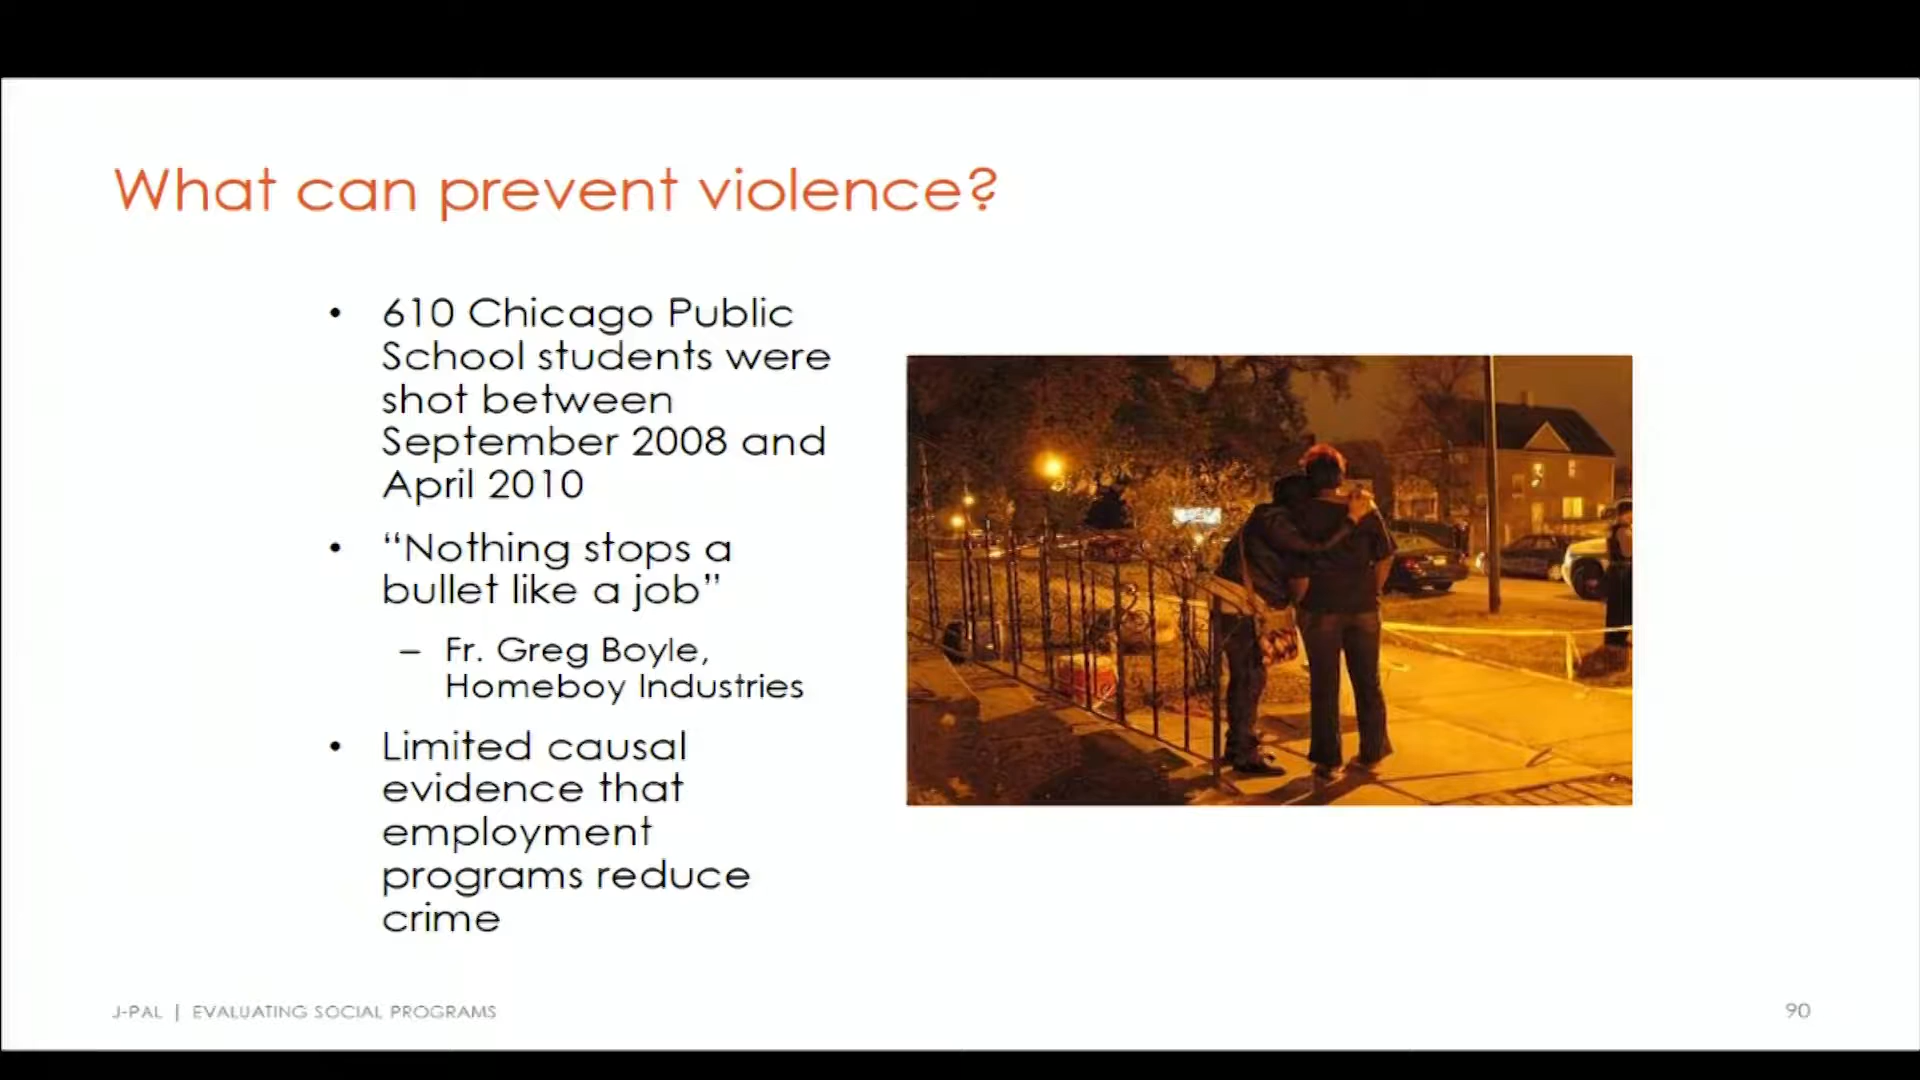 What can prevent violence?
• 610 Chicago Public
School students were
shot between
September 2008 and
April 2010
• “Nothing stops a
bullet like a job”
– Fr. Greg Boyle,
Homeboy Industries
• Limited causal
evidence that
employment
programs reduce
crime
J-PAL | EVALUATING SOCIAL PROGRAMS
90